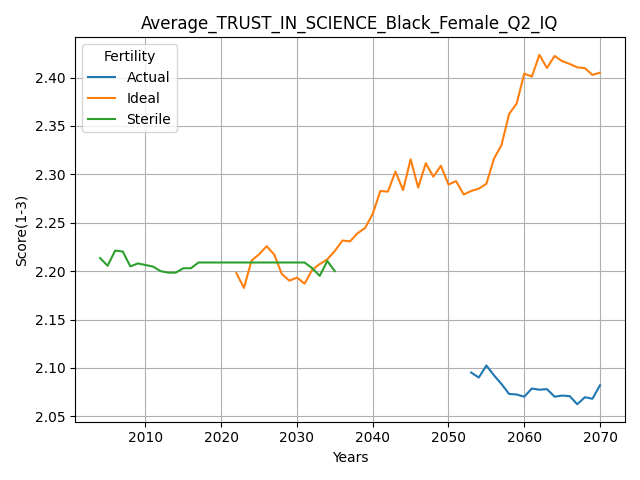 Average_TRUST_IN_SCIENCE_Black_Female_Q2_IQ
Fertility
Actual
Ideal
Sterile
Score(1-3)
2.40
2.35
2.30
2.25
2.20
2.15
2.10
2.05
2010 2020 2030 2040 2050 2060 2070
Years